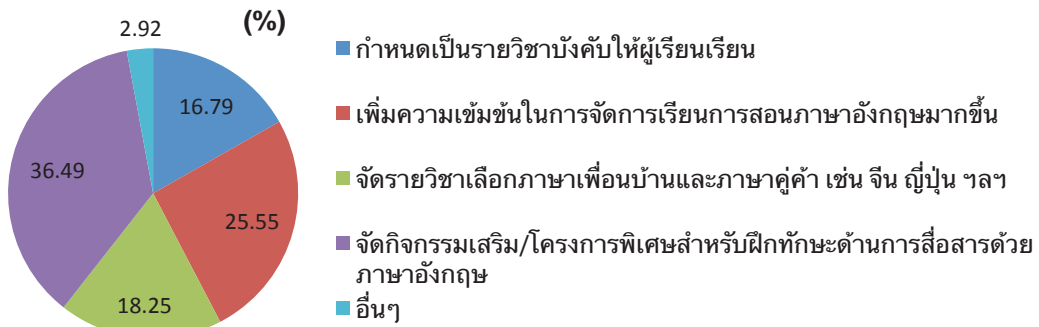 (%)
2.92
16.79
36.49
25.55
18.25
กำหนดเป็นรายวิชาบังคับให้ผู้เรียนเรียน
เพิ่มความเข้มข้นในการจัดการเรียนการสอนภาษาอังกฤษมากขึ้น
จัดรายวิชาเลือกภาษาเพื่อนบ้านและภาษาคู่ค้า เช่น จีน ญี่ปุ่น ฯลฯ
จัดกิจกรรมเสริม/โครงการพิเศษสำหรับฝึกทักษะด้านการสื่อสารด้วย
ภาษาอังกฤษ
อื่นๆ